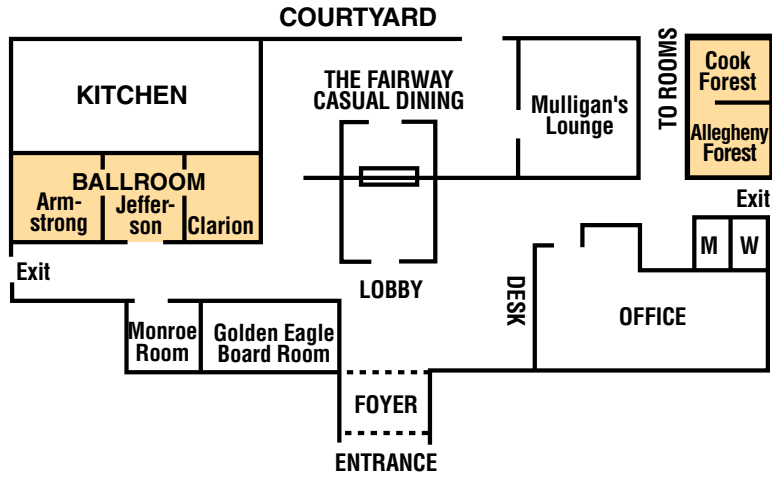 COURTYARD
KITCHEN
THE FAIRWAY
CASUAL DINING
Mulligan's
Lounge
TO ROOMS
Cook
Forest
Allegheny
Forest
BALLROOM
Arm-
strong
Jeffer-
son
Clarion
Exit
Exit
M
W
LOBBY
DESK
OFFICE
Monroe
Room
Golden Eagle
Board Room
FOYER
ENTRANCE